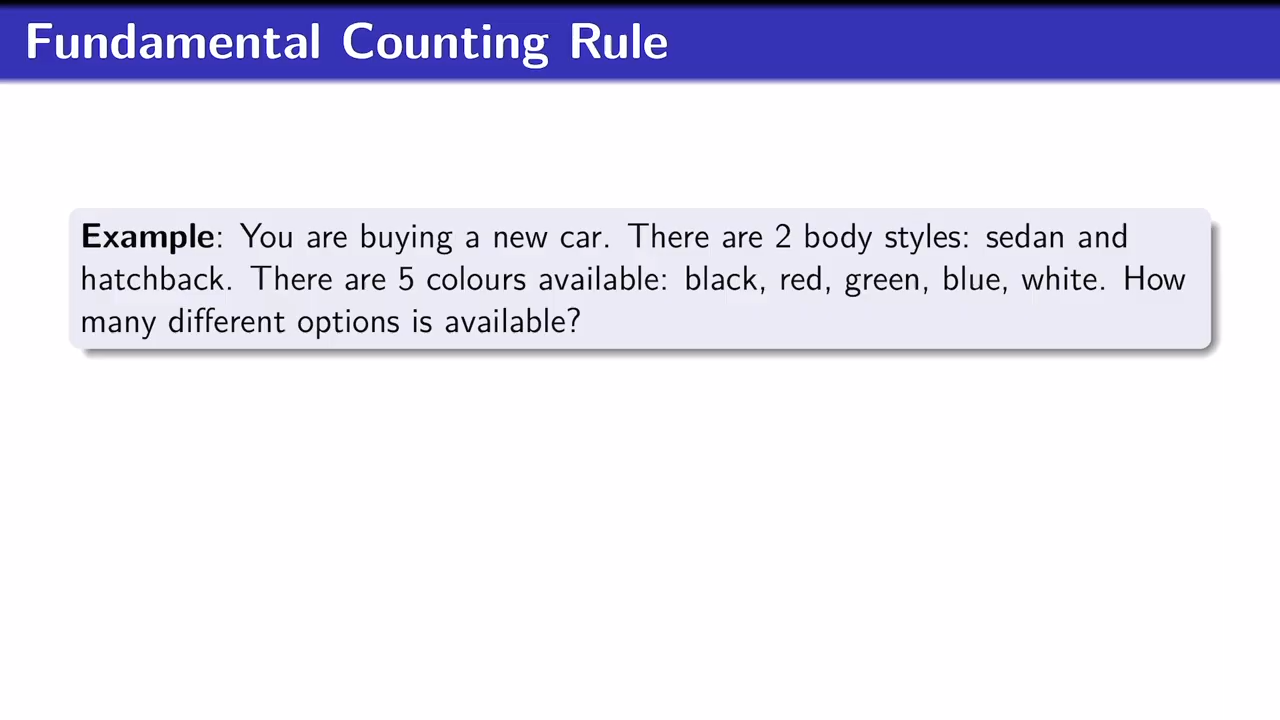 Fundamental Counting Rule
Example: You are buying a new car. There are 2 body styles: sedan and
hatchback. There are 5 colours available: black, red, green, blue, white. How
many different options is available?